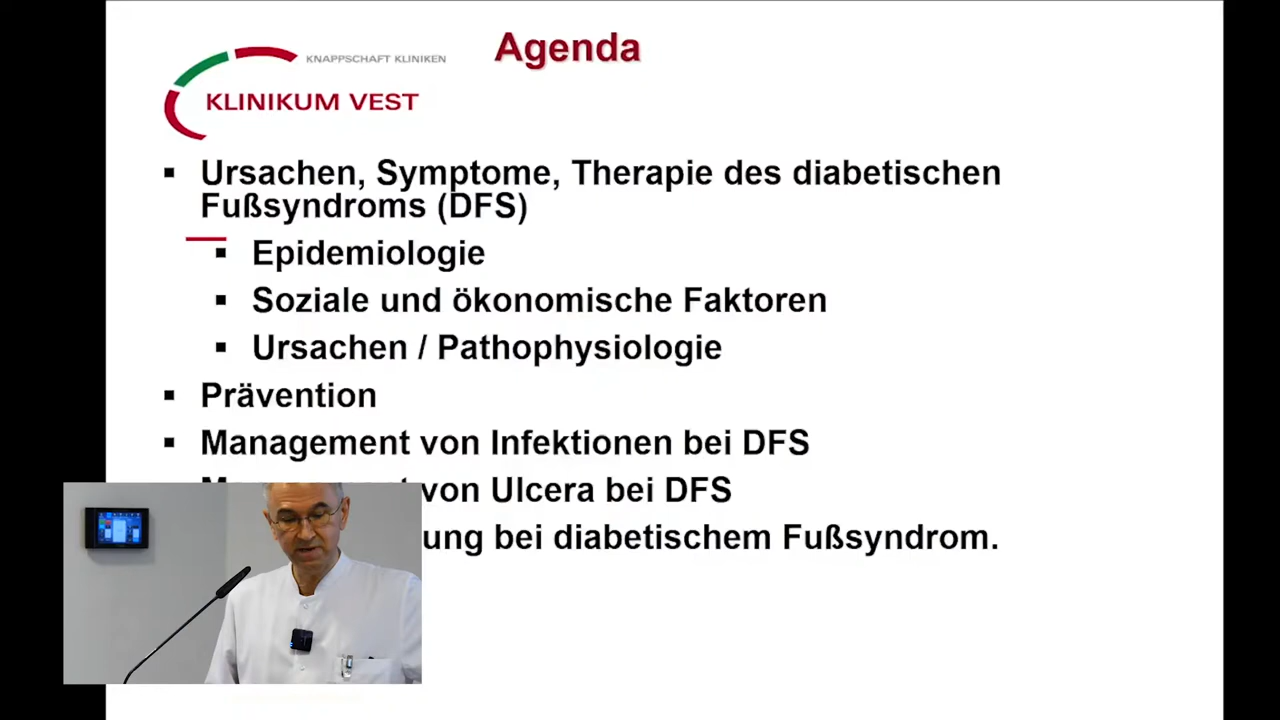 Agenda
KNAPPSCHAFT KLINIKEN
KLINIKUM VEST
▪ Ursachen, Symptome, Therapie des diabetischen
Fußsyndroms (DFS)
▪ Epidemiologie
▪ Soziale und ökonomische Faktoren
▪ Ursachen / Pathophysiologie
▪ Prävention
▪ Management von Infektionen bei DFS
von Ulcera bei DFS
bei diabetischem Fußsyndrom.